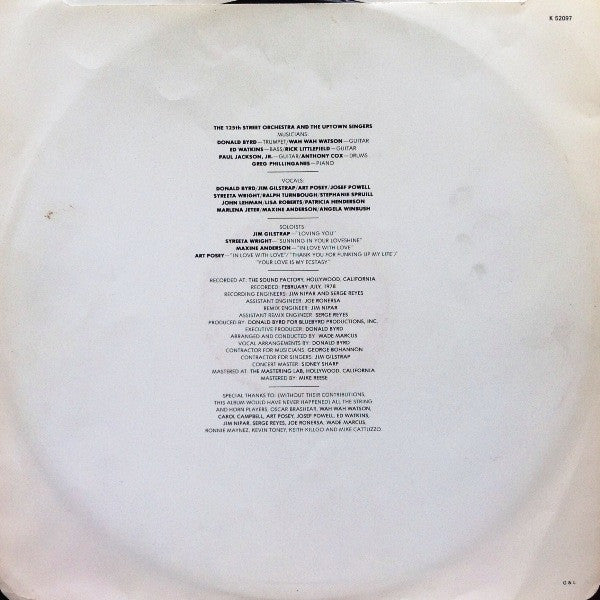 K 52097
THE 125th STREET ORCHESTRA AND THE UPTOWN SINGERS
MUSICIANS:
DONALD BYRD—TRUMPET/WAH WAH WATSON—GUITAR
ED WATKINS—BASS/RICK LITTLEFIELD—GUITAR
PAUL JACKSON, JR.—GUITAR/ANTHONY COX—DRUMS
GREG PHILLINGANES—PIANO
VOCALS:
DONALD BYRD/JIM GILSTRAP/ART POSEY/JOSEF POWELL
SYREETA WRIGHT/RALPH TURNBOUGH/STEPHANIE SPRUILL
JOHN LEHMAN/LISA ROBERTS/PATRICIA HENDERSON
MARLENA JETER/MAXINE ANDERSON/ANGELA WINBUSH
SOLOISTS:
JIM GILSTRAP—"LOVING YOU"
SYREETA WRIGHT—"SUNNING IN YOUR LOVESHINE"
MAXINE ANDERSON—"IN LOVE WITH LOVE"
ART POSEY—"IN LOVE WITH LOVE"/"THANK YOU FOR FUNKING UP MY LIFE"/
"YOUR LOVE IS MY ECSTASY"
RECORDED AT: THE SOUND FACTORY, HOLLYWOOD, CALIFORNIA
RECORDED: FEBRUARY-JULY, 1978
RECORDING ENGINEERS: JIM NIPAR AND SERGE REYES
ASSISTANT ENGINEER: JOE RONERSA
REMIX ENGINEER: JIM NIPAR
ASSISTANT REMIX ENGINEER: SERGE REYES
PRODUCED BY: DONALD BYRD FOR BLUEBYRD PRODUCTIONS, INC.
EXECUTIVE PRODUCER: DONALD BYRD
ARRANGED AND CONDUCTED BY: WADE MARCUS
VOCAL ARRANGEMENTS BY: DONALD BYRD
CONTRACTOR FOR MUSICIANS: GEORGE BOHANNON
CONTRACTOR FOR SINGERS: JIM GILSTRAP
CONCERT MASTER: SIDNEY SHARP
MASTERED AT: THE MASTERING LAB, HOLLYWOOD, CALIFORNIA
MASTERED BY: MIKE REESE
SPECIAL THANKS TO: (WITHOUT THEIR CONTRIBUTIONS,
THIS ALBUM WOULD HAVE NEVER HAPPENED) ALL THE STRING
AND HORN PLAYERS, OSCAR BRASHEAR, WAH WAH WATSON,
CAROL CAMPBELL, ART POSEY, JOSEF POWELL, ED WATKINS,
JIM NIPAR, SERGE REYES, JOE RONERSA, WADE MARCUS,
RONNIE MAYNEZ, KEVIN TONEY, KEITH KILLGO AND MIKE CATTUZZO.